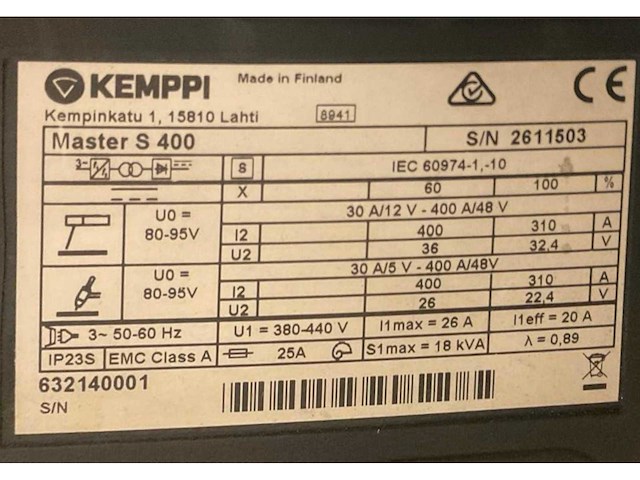 KEMPPI Made in Finland CE
Kempinkatu 1, 15810 Lahti 8941
Master S 400 S/N 2611503
3~ S IEC 60974-1,-10
X 60 100 %
U0 = 80-95V 30 A/12 V - 400 A/48 V
I2 400 310 A
U2 36 32,4 V
U0 = 80-95V 30 A/5 V - 400 A/48V
I2 400 310 A
U2 26 22,4 V
3~ 50-60 Hz U1 = 380-440 V I1max = 26 A I1eff = 20 A
IP23S EMC Class A 25A S1max = 18 kVA λ = 0,89
632140001
S/N